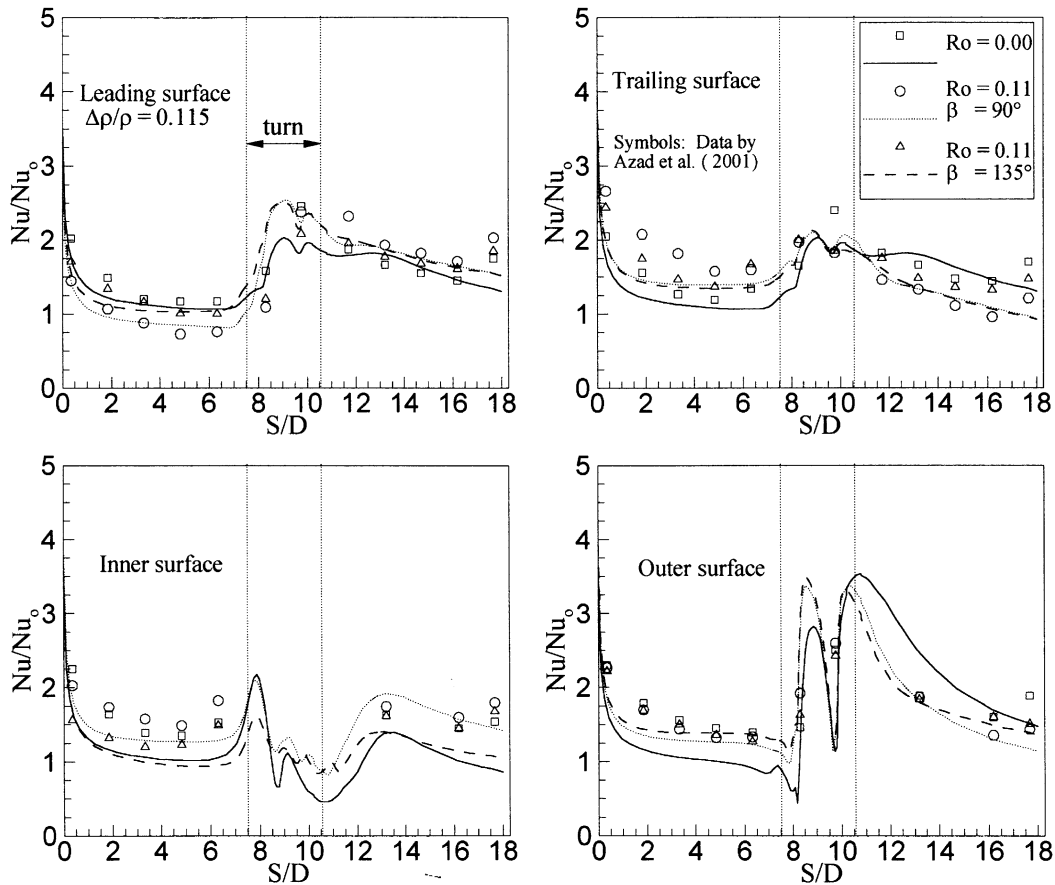 5
4
3
2
1
0
Nu/Nuo
Leading surface
Δρ/ρ = 0.115
turn
0 2 4 6 8 10 12 14 16 18
S/D
5
4
3
2
1
0
Nu/Nuo
Trailing surface
Symbols: Data by
Azad et al. ( 2001)
Ro = 0.00
Ro = 0.11
β = 90°
Ro = 0.11
β = 135°
0 2 4 6 8 10 12 14 16 18
S/D
5
4
3
2
1
0
Nu/Nuo
Inner surface
0 2 4 6 8 10 12 14 16 18
S/D
5
4
3
2
1
0
Nu/Nuo
Outer surface
0 2 4 6 8 10 12 14 16 18
S/D